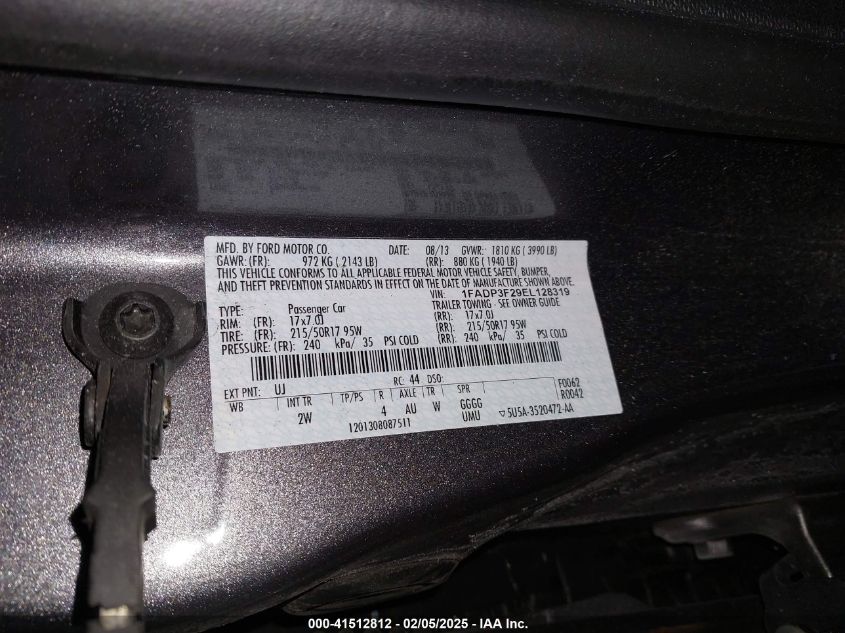 MFD. BY FORD MOTOR CO. DATE: 08/13 GVWR: 1810 KG ( 3990 LB)
GAWR: (FR): 972 KG ( 2143 LB) (RR): 880 KG ( 1940 LB)
THIS VEHICLE CONFORMS TO ALL APPLICABLE FEDERAL MOTOR VEHICLE SAFETY, BUMPER,
AND THEFT PREVENTION STANDARDS IN EFFECT ON THE DATE OF MANUFACTURE SHOWN ABOVE.
VIN: 1FADP3F29EL128319
TYPE: Passenger Car TRAILER TOWING - SEE OWNER GUIDE
RIM: (FR): 17x7.0J (RR): 17x7.0J
TIRE: (FR): 215/50R17 95W (RR): 215/50R17 95W
PRESSURE: (FR): 240 kPa/ 35 PSI COLD (RR): 240 kPa/ 35 PSI COLD
EXT PNT: UJ RC: 44 DSO: F0062
WB INT TR TP/PS R AXLE TR SPR R0042
2W 4 AU W GGGG
UMU ▽5U5A-3520472-AA
1201308087511
000-41512812 - 02/05/2025 - IAA Inc.